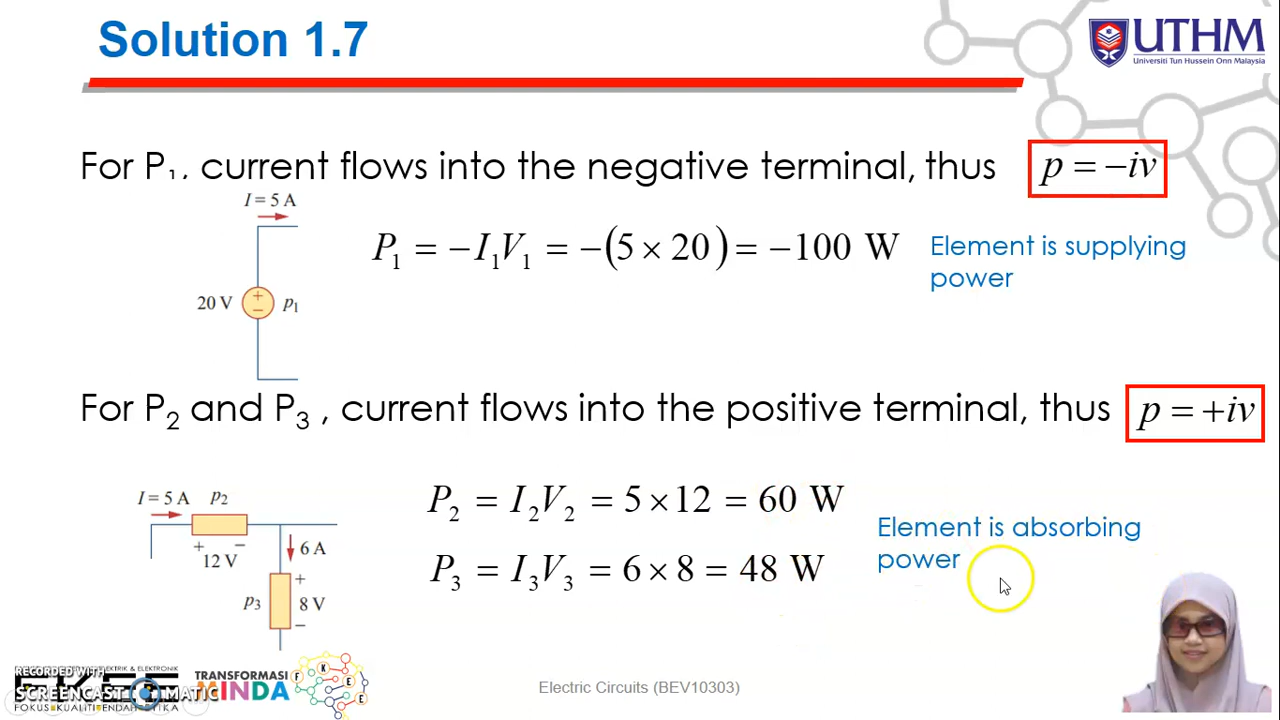 Solution 1.7
UTHM
Universiti Tun Hussein Onn Malaysia
For P₁, current flows into the negative terminal, thus p = −iv
I = 5 A
P₁ = − I₁V₁ = −(5 × 20) = −100 W
Element is supplying
power
20 V + − p₁
For P₂ and P₃ , current flows into the positive terminal, thus p = +iv
I = 5 A p₂
+ −
12 V
6 A
p₃ + 8 V −
P₂ = I₂V₂ = 5 × 12 = 60 W
P₃ = I₃V₃ = 6 × 8 = 48 W
Element is absorbing
power
RECORDED WITH
SCREENCAST MATIC
TRANSFORMASI
MINDA
F K E E
Electric Circuits (BEV10303)